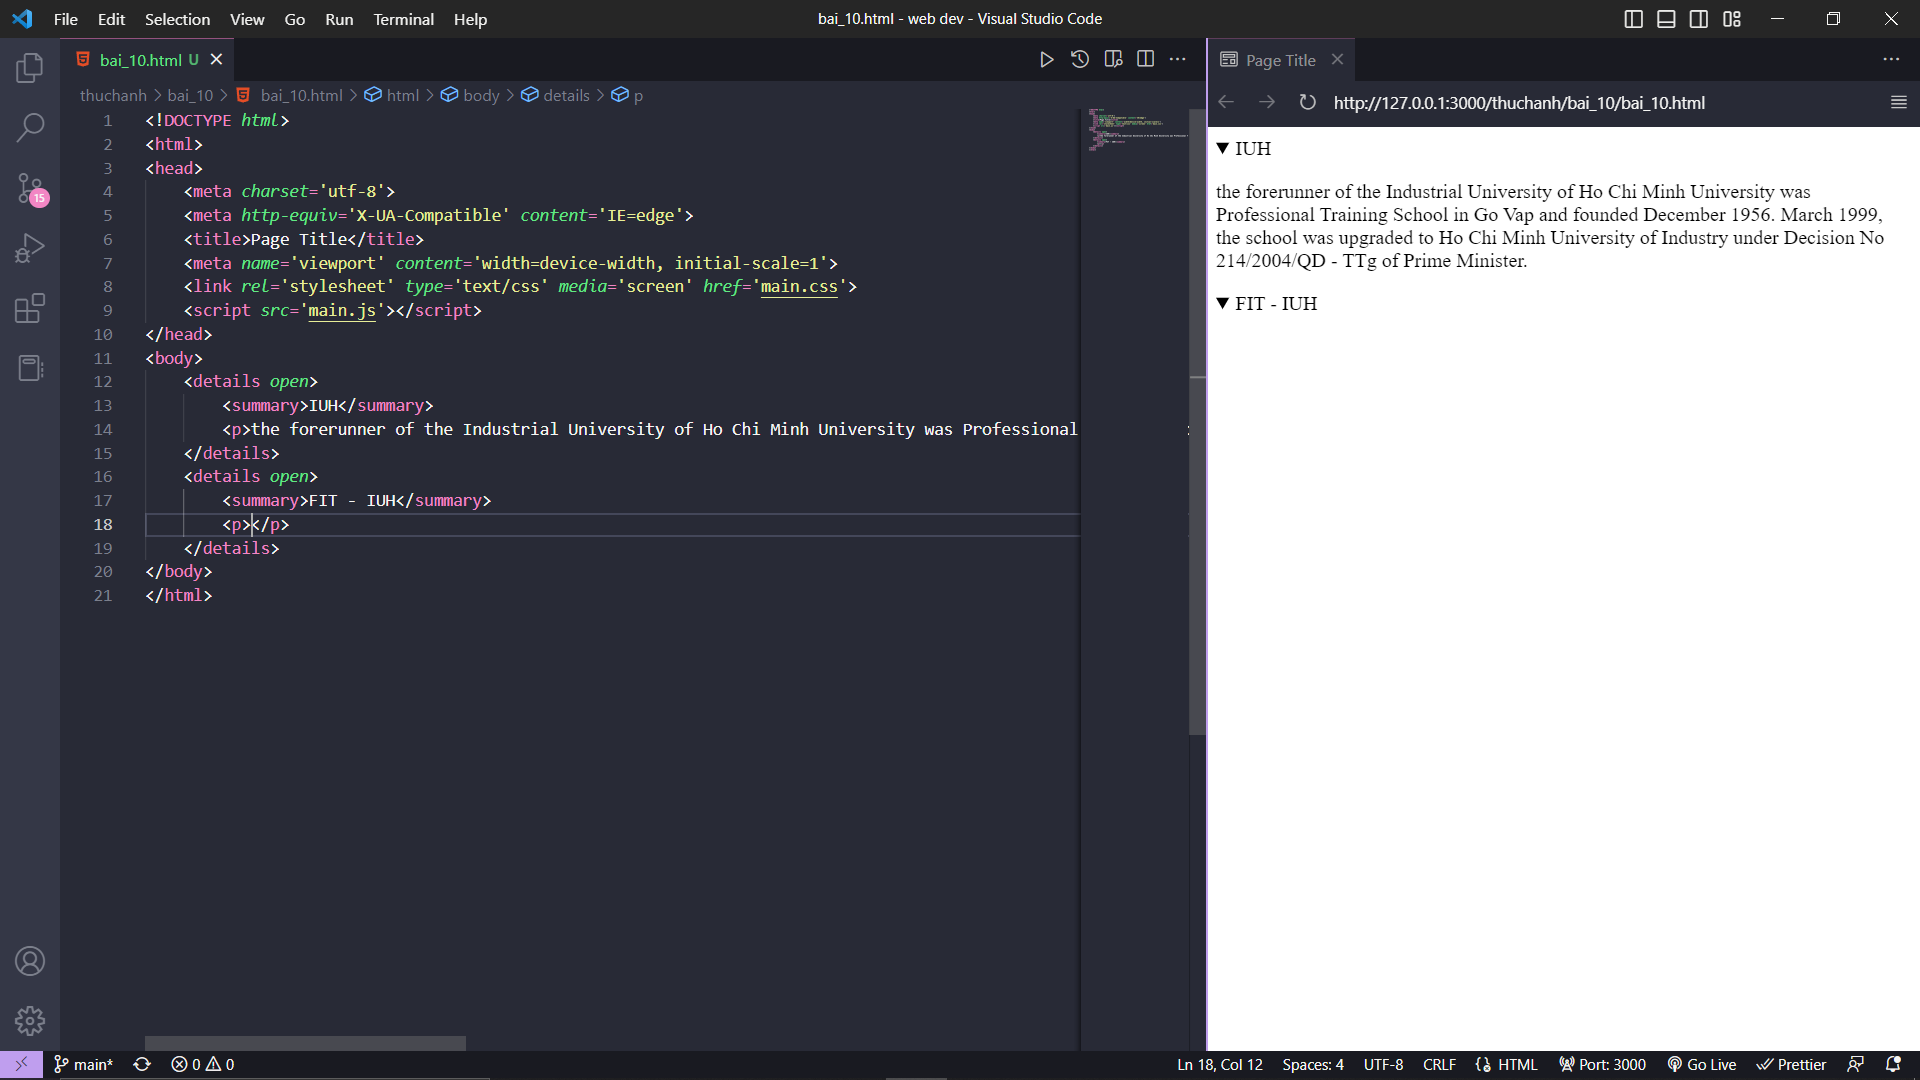 File Edit Selection View Go Run Terminal Help
bai_10.html - web dev - Visual Studio Code
bai_10.html U
thuchanh > bai_10 > bai_10.html > html > body > details > p
1 <!DOCTYPE html>
2 <html>
3 <head>
4 <meta charset='utf-8'>
5 <meta http-equiv='X-UA-Compatible' content='IE=edge'>
6 <title>Page Title</title>
7 <meta name='viewport' content='width=device-width, initial-scale=1'>
8 <link rel='stylesheet' type='text/css' media='screen' href='main.css'>
9 <script src='main.js'></script>
10 </head>
11 <body>
12 <details open>
13 <summary>IUH</summary>
14 <p>the forerunner of the Industrial University of Ho Chi Minh University was Professional
15 </details>
16 <details open>
17 <summary>FIT - IUH</summary>
18 <p></p>
19 </details>
20 </body>
21 </html>
Page Title
http://127.0.0.1:3000/thuchanh/bai_10/bai_10.html
IUH
the forerunner of the Industrial University of Ho Chi Minh University was
Professional Training School in Go Vap and founded December 1956. March 1999,
the school was upgraded to Ho Chi Minh University of Industry under Decision No
214/2004/QD - TTg of Prime Minister.
FIT - IUH
15
main* 0 0
Ln 18, Col 12 Spaces: 4 UTF-8 CRLF HTML Port: 3000 Go Live Prettier